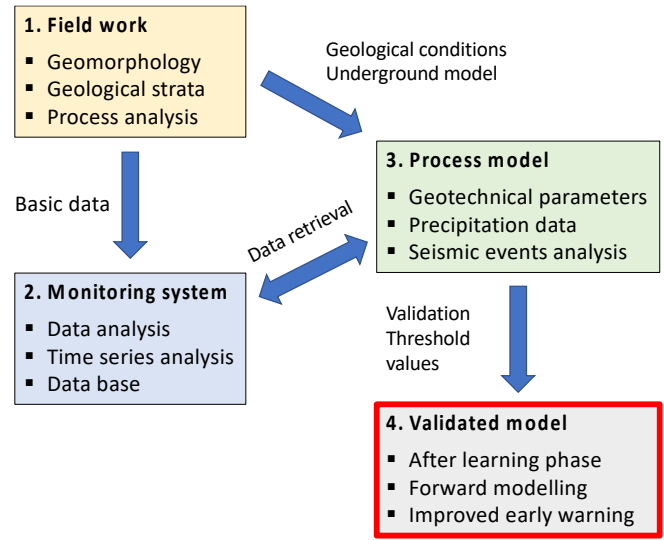 1. Field work
▪ Geomorphology
▪ Geological strata
▪ Process analysis
Geological conditions
Underground model
Basic data
Data retrieval
3. Process model
▪ Geotechnical parameters
▪ Precipitation data
▪ Seismic events analysis
2. Monitoring system
▪ Data analysis
▪ Time series analysis
▪ Data base
Validation
Threshold
values
4. Validated model
▪ After learning phase
▪ Forward modelling
▪ Improved early warning